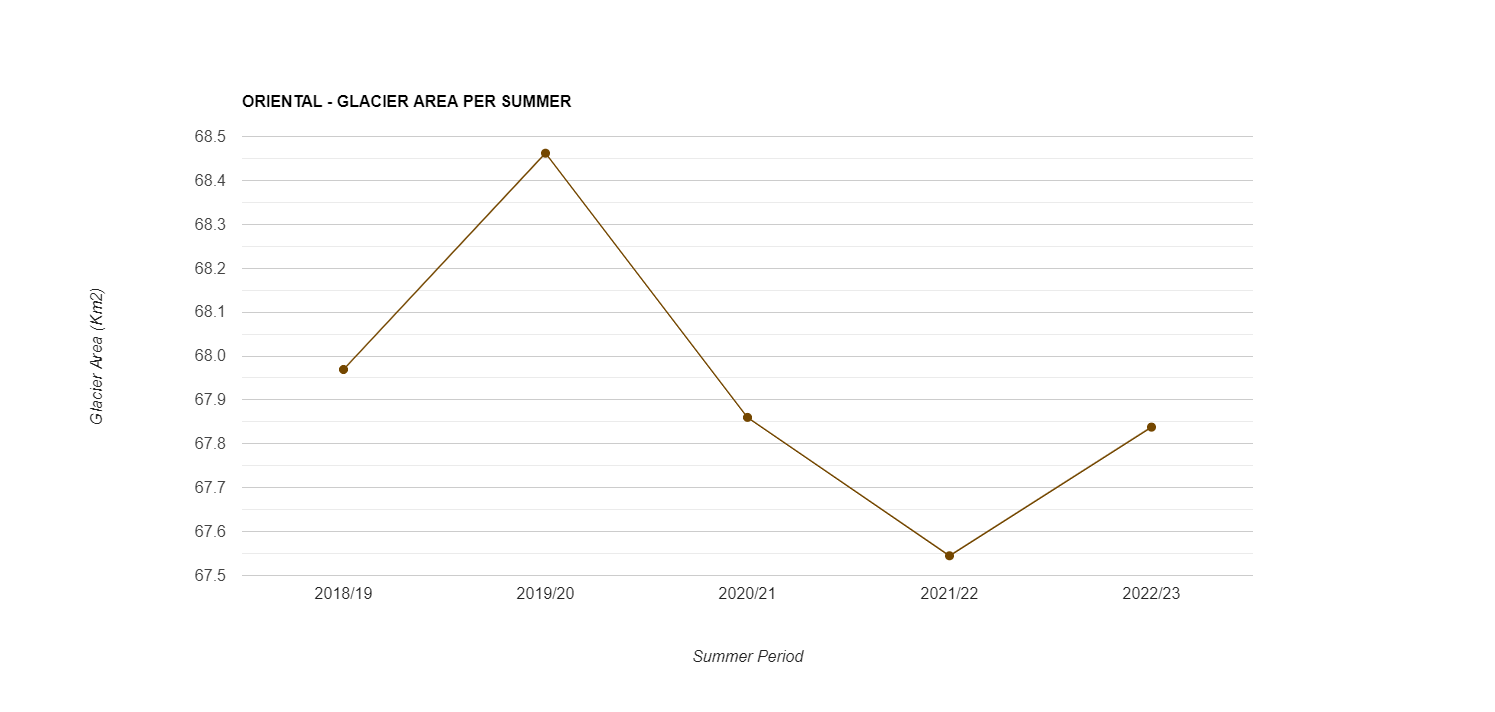 ORIENTAL - GLACIER AREA PER SUMMER
68.5
68.4
68.3
68.2
68.1
68.0
67.9
67.8
67.7
67.6
67.5
Glacier Area (Km2)
2018/19 2019/20 2020/21 2021/22 2022/23
Summer Period